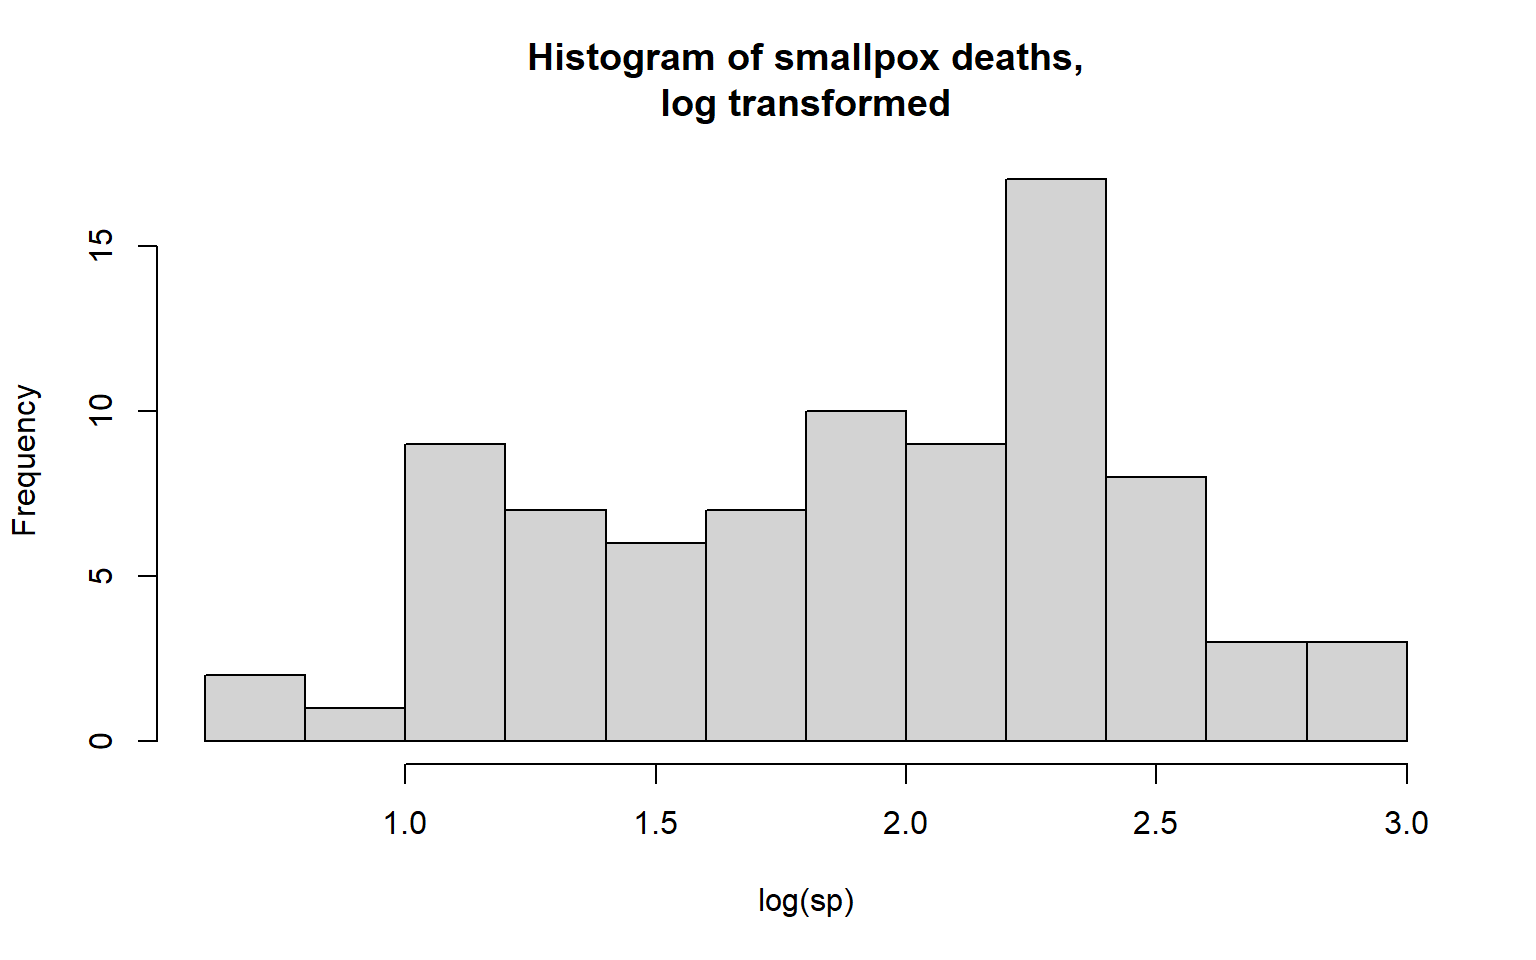 Histogram of smallpox deaths,
log transformed
Frequency
15
10
5
0
1.0 1.5 2.0 2.5 3.0
log(sp)